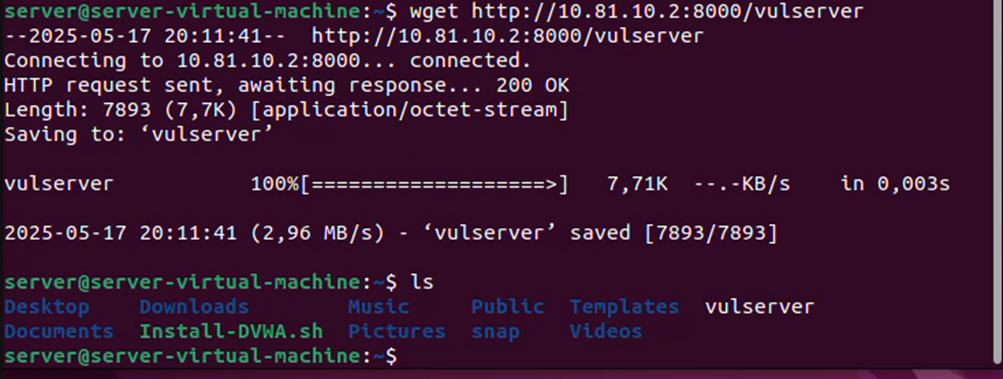 server@server-virtual-machine:~$ wget http://10.81.10.2:8000/vulserver
--2025-05-17 20:11:41--  http://10.81.10.2:8000/vulserver
Connecting to 10.81.10.2:8000... connected.
HTTP request sent, awaiting response... 200 OK
Length: 7893 (7,7K) [application/octet-stream]
Saving to: ‘vulserver’
vulserver           100%[===================>]   7,71K  --.-KB/s    in 0,003s
2025-05-17 20:11:41 (2,96 MB/s) - ‘vulserver’ saved [7893/7893]
server@server-virtual-machine:~$ ls
Desktop    Downloads        Music     Public  Templates  vulserver
Documents  Install-DVWA.sh  Pictures  snap    Videos
server@server-virtual-machine:~$